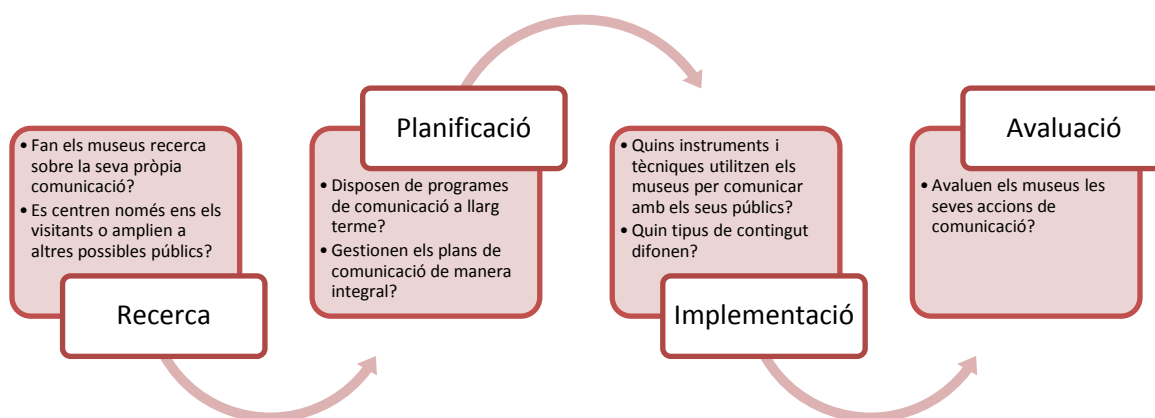 • Fan els museus recerca
sobre la seva pròpia
comunicació?
• Es centren només ens els
visitants o amplien a
altres possibles públics?
Recerca
Planificació
• Disposen de programes
de comunicació a llarg
terme?
• Gestionen els plans de
comunicació de manera
integral?
• Quins instruments i
tècniques utilitzen els
museus per comunicar
amb els seus públics?
• Quin tipus de contingut
difonen?
Implementació
Avaluació
• Avaluen els museus les
seves accions de
comunicació?